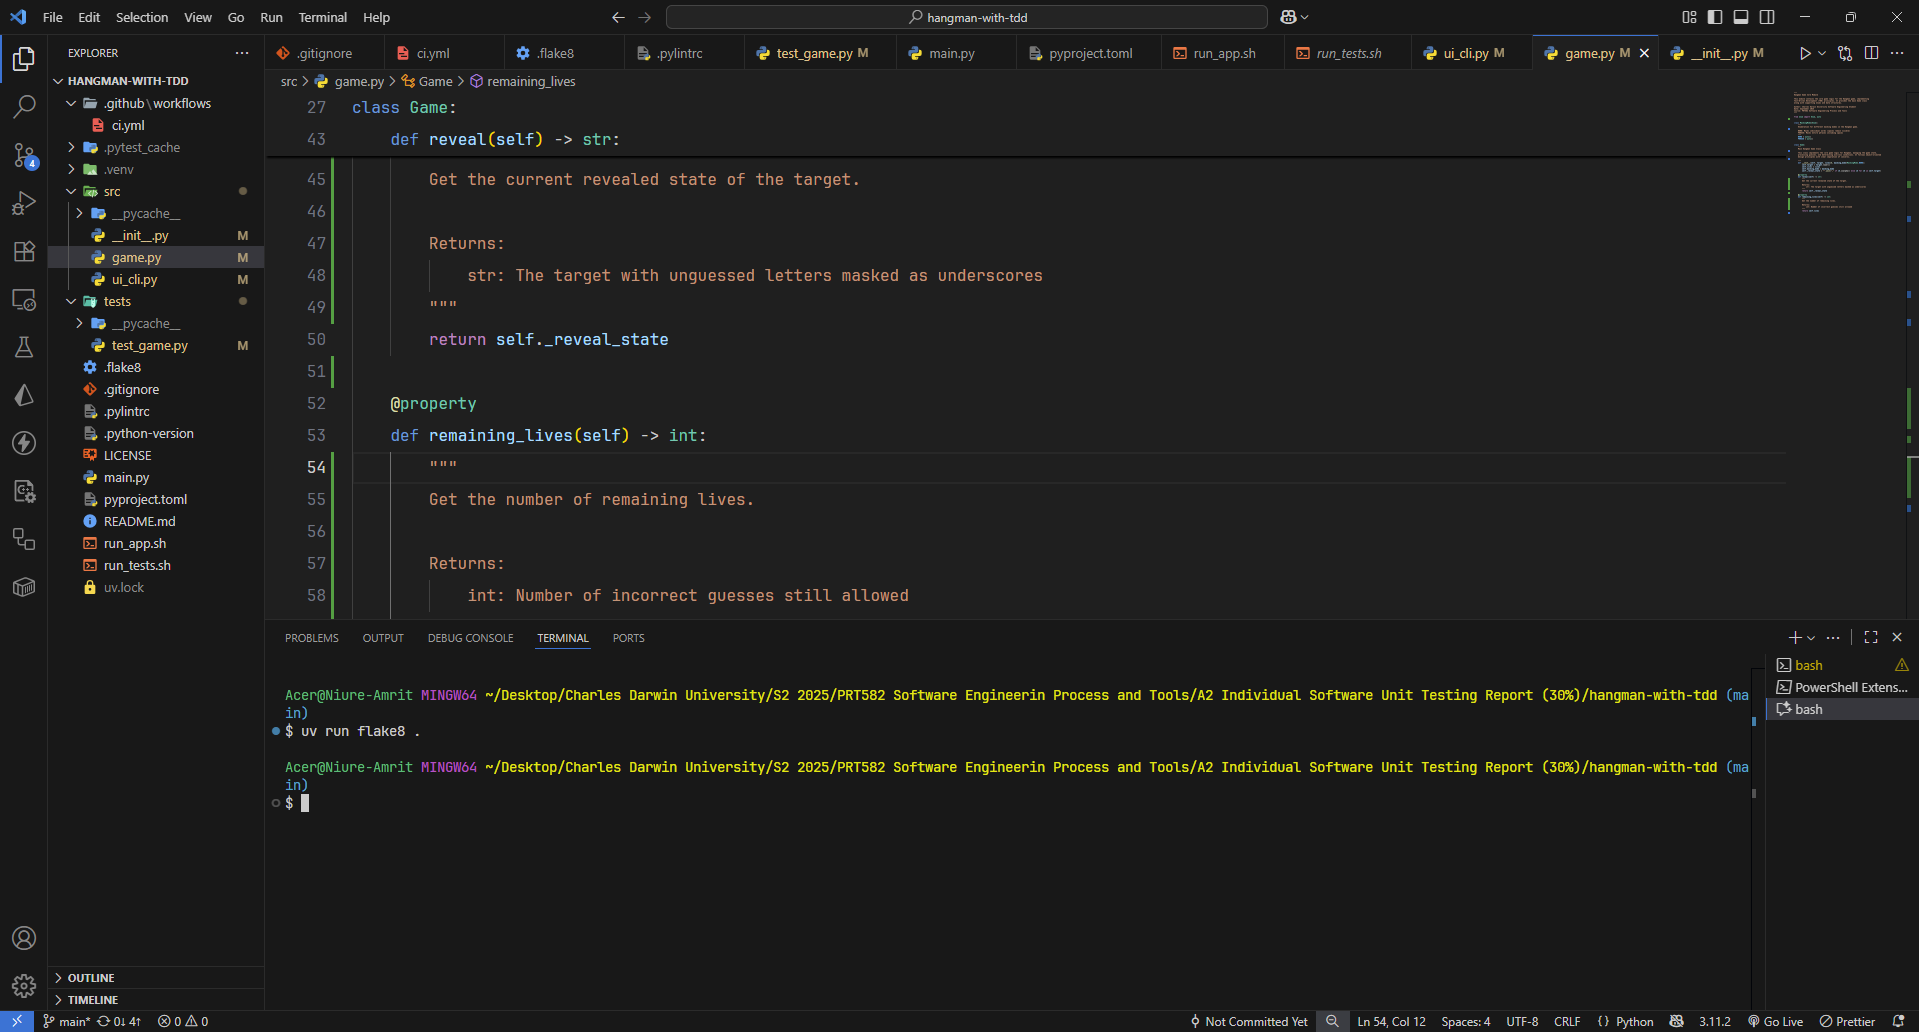 File Edit Selection View Go Run Terminal Help
hangman-with-tdd
EXPLORER
HANGMAN-WITH-TDD
.github\workflows
ci.yml
.pytest_cache
.venv
src
__pycache__
__init__.py M
game.py M
ui_cli.py M
tests
__pycache__
test_game.py M
.flake8
.gitignore
.pylintrc
.python-version
LICENSE
main.py
pyproject.toml
README.md
run_app.sh
run_tests.sh
uv.lock
OUTLINE
TIMELINE
.gitignore ci.yml .flake8 .pylintrc test_game.py M main.py pyproject.toml run_app.sh run_tests.sh ui_cli.py M game.py M __init__.py M
src > game.py > Game > remaining_lives
27 class Game:
43 def reveal(self) -> str:
45 Get the current revealed state of the target.
46
47 Returns:
48 str: The target with unguessed letters masked as underscores
49 """
50 return self._reveal_state
51
52 @property
53 def remaining_lives(self) -> int:
54 """
55 Get the number of remaining lives.
56
57 Returns:
58 int: Number of incorrect guesses still allowed
PROBLEMS OUTPUT DEBUG CONSOLE TERMINAL PORTS
Acer@Niure-Amrit MINGW64 ~/Desktop/Charles Darwin University/S2 2025/PRT582 Software Engineerin Process and Tools/A2 Individual Software Unit Testing Report (30%)/hangman-with-tdd (ma
in)
$ uv run flake8 .
Acer@Niure-Amrit MINGW64 ~/Desktop/Charles Darwin University/S2 2025/PRT582 Software Engineerin Process and Tools/A2 Individual Software Unit Testing Report (30%)/hangman-with-tdd (ma
in)
$
bash
PowerShell Extens...
bash
4
main* 0↓ 4↑ 0 0
Not Committed Yet Ln 54, Col 12 Spaces: 4 UTF-8 CRLF {} Python 3.11.2 Go Live Prettier